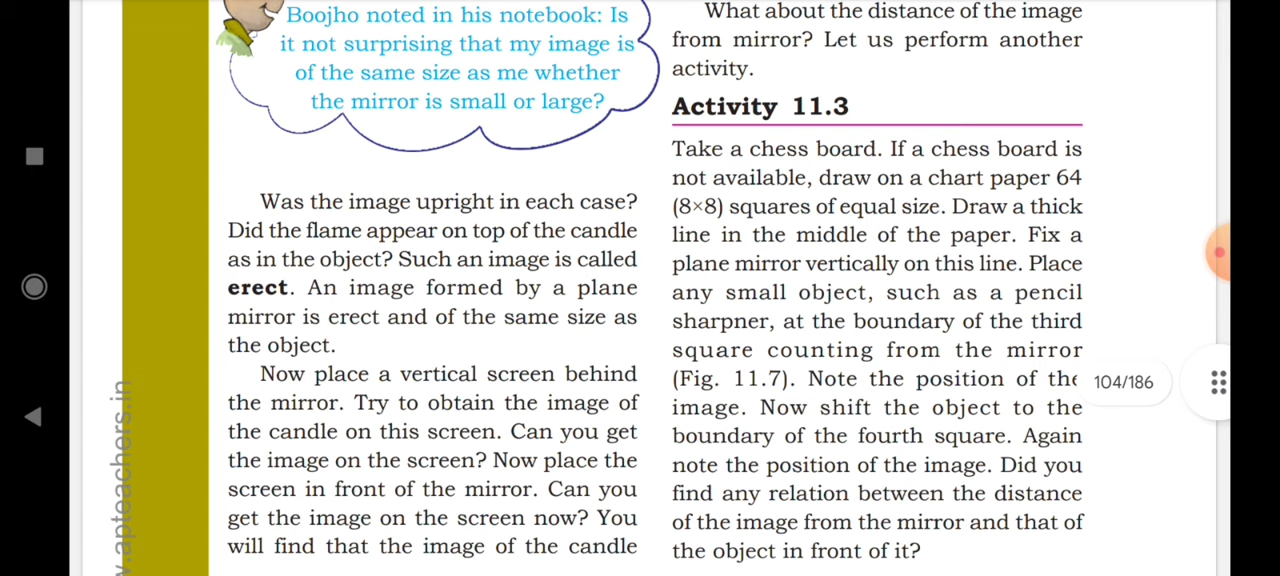 Boojho noted in his notebook: Is
it not surprising that my image is
of the same size as me whether
the mirror is small or large?
Was the image upright in each case?
Did the flame appear on top of the candle
as in the object? Such an image is called
erect. An image formed by a plane
mirror is erect and of the same size as
the object.
Now place a vertical screen behind
the mirror. Try to obtain the image of
the candle on this screen. Can you get
the image on the screen? Now place the
screen in front of the mirror. Can you
get the image on the screen now? You
will find that the image of the candle
What about the distance of the image
from mirror? Let us perform another
activity.
Activity 11.3
Take a chess board. If a chess board is
not available, draw on a chart paper 64
(8×8) squares of equal size. Draw a thick
line in the middle of the paper. Fix a
plane mirror vertically on this line. Place
any small object, such as a pencil
sharpner, at the boundary of the third
square counting from the mirror
(Fig. 11.7). Note the position of the
image. Now shift the object to the
boundary of the fourth square. Again
note the position of the image. Did you
find any relation between the distance
of the image from the mirror and that of
the object in front of it?
104/186
.apteachers.in